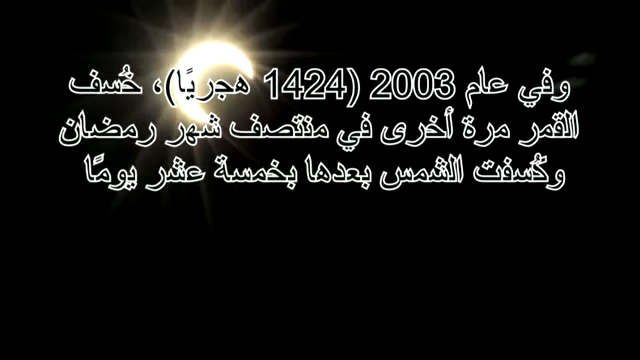 وفي عام 2003 (1424 هجريًا)، خُسف
القمر مرة أخرى في منتصف شهر رمضان
وكُسفت الشمس بعدها بخمسة عشر يومًا